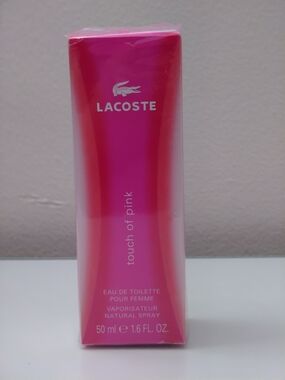 LACOSTE
touch of pink
EAU DE TOILETTE
POUR FEMME
VAPORISATEUR
NATURAL SPRAY
50 ml ℮ 1.6 FL. OZ.